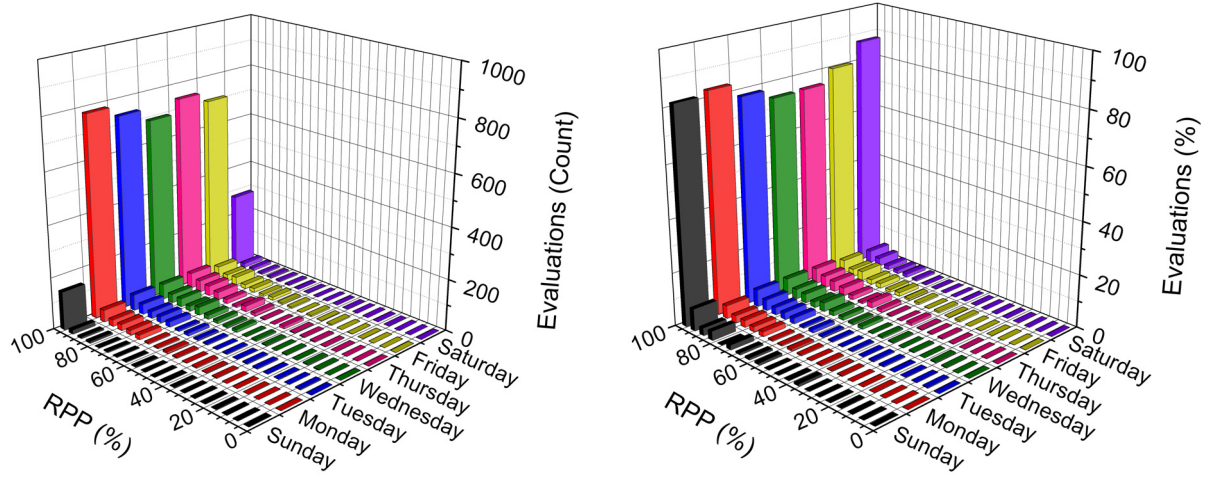 1000
800
600
400
200
0
Evaluations (Count)
100
80
60
40
20
0
RPP (%)
Saturday
Friday
Thursday
Wednesday
Tuesday
Monday
Sunday
100
80
60
40
20
0
Evaluations (%)
100
80
60
40
20
0
RPP (%)
Saturday
Friday
Thursday
Wednesday
Tuesday
Monday
Sunday